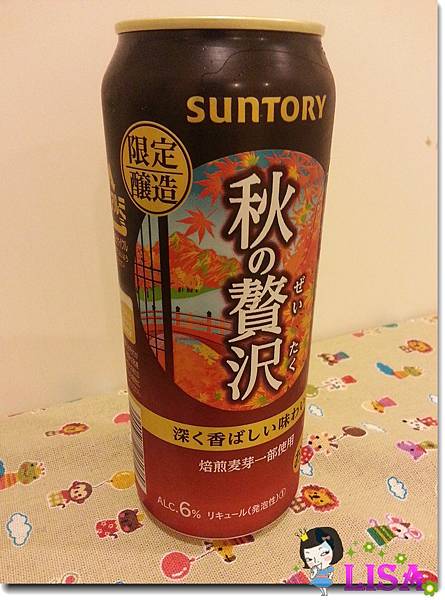 SUNTORY
限定
醸造
秋の贅沢
ぜいたく
深く香ばしい味わい
焙煎麦芽一部使用
ALC.6% リキュール(発泡性)①
LISA